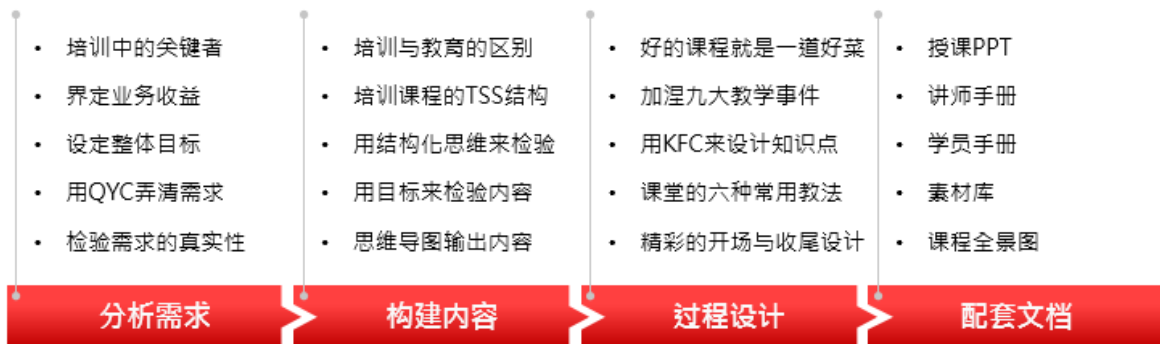 • 培训中的关键者
• 界定业务收益
• 设定整体目标
• 用QYC弄清需求
• 检验需求的真实性
分析需求
• 培训与教育的区别
• 培训课程的TSS结构
• 用结构化思维来检验
• 用目标来检验内容
• 思维导图输出内容
构建内容
• 好的课程就是一道好菜
• 加涅九大教学事件
• 用KFC来设计知识点
• 课堂的六种常用教法
• 精彩的开场与收尾设计
过程设计
• 授课PPT
• 讲师手册
• 学员手册
• 素材库
• 课程全景图
配套文档